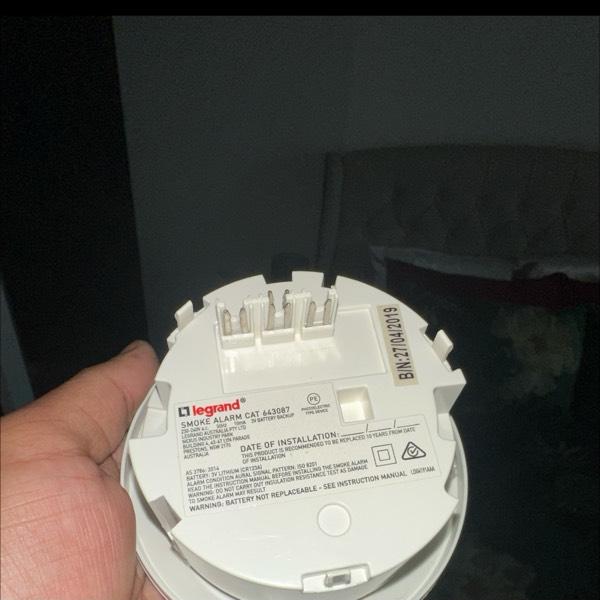 B/N:27/04/2019
legrand
SMOKE ALARM CAT 643087
230-240V a.c. 50Hz 10mA 3V BATTERY BACKUP
LEGRAND AUSTRALIA PTY LTD
NEXUS INDUSTRY PARK
BUILDING 4, 43-47 LYN PARADE
PRESTONS, NSW 2170
AUSTRALIA
PE
PHOTOELECTRIC
TYPE DEVICE
DATE OF INSTALLATION: __/__/__
THIS PRODUCT IS RECOMMENDED TO BE REPLACED 10 YEARS FROM DATE
OF INSTALLATION
AS 3786: 2014
BATTERY: 3V LITHIUM (CR123A)
ALARM CONDITION AURAL SIGNAL PATTERN: ISO 8201
READ THE INSTRUCTION MANUAL BEFORE INSTALLING THE SMOKE ALARM
WARNING: DO NOT CARRY OUT INSULATION RESISTANCE TEST AS DAMAGE
TO SMOKE ALARM MAY RESULT
WARNING: BATTERY NOT REPLACEABLE - SEE INSTRUCTION MANUAL